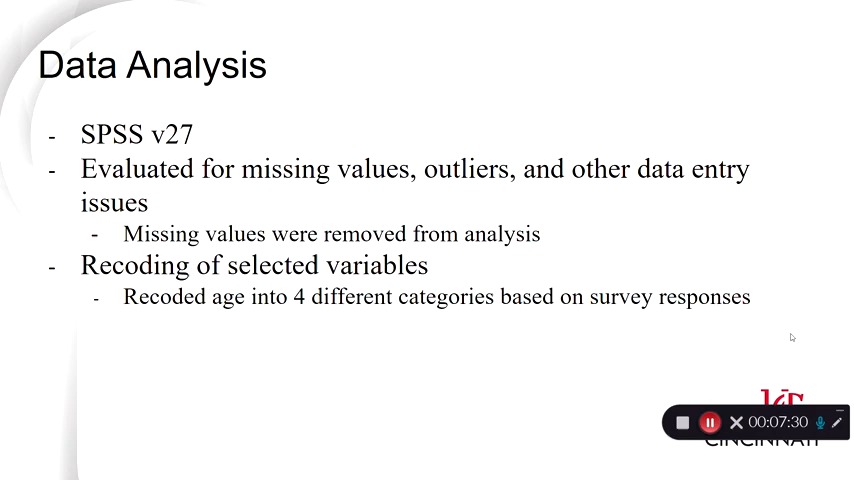 Data Analysis
- SPSS v27
- Evaluated for missing values, outliers, and other data entry
issues
- Missing values were removed from analysis
- Recoding of selected variables
- Recoded age into 4 different categories based on survey responses
00:07:30
CINCINNATI